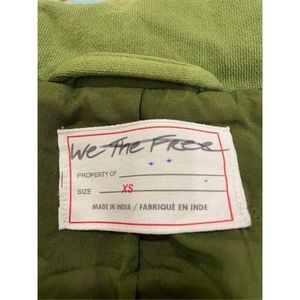 We The Free
PROPERTY OF
SIZE XS
MADE IN INDIA / FABRIQUÉ EN INDE